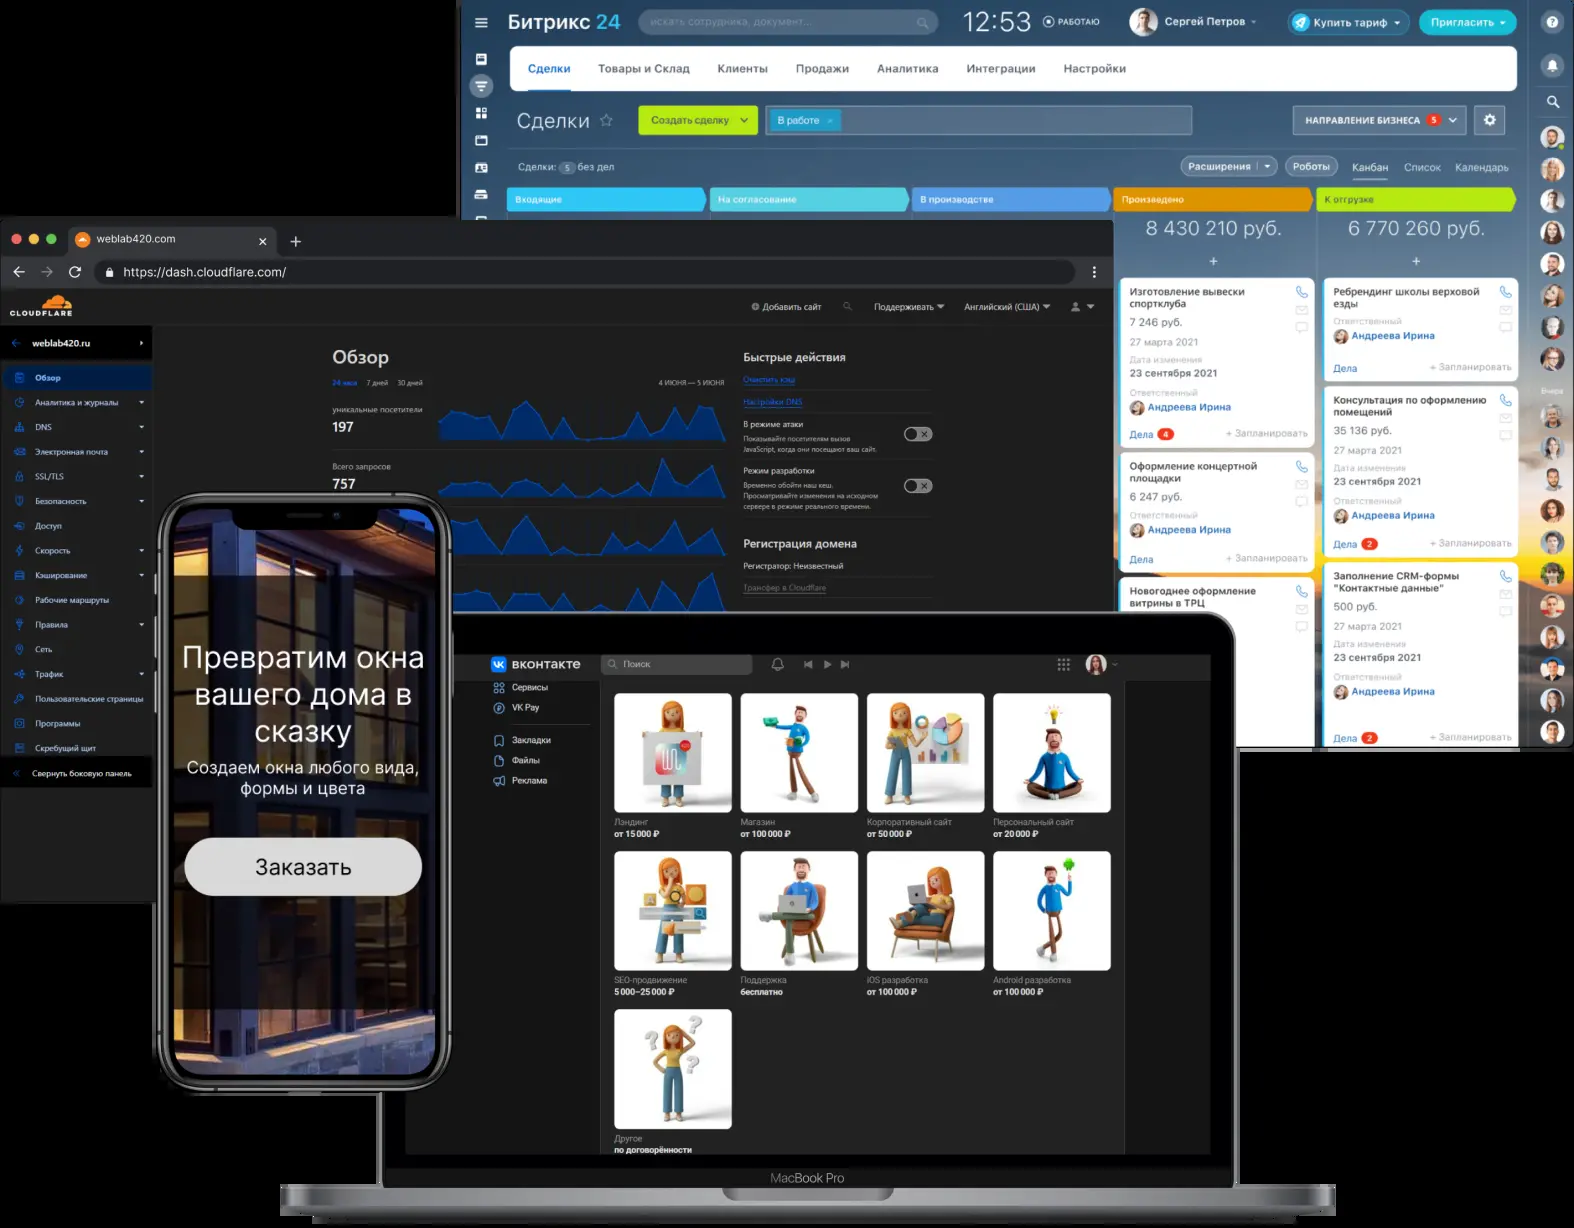 Битрикс 24
искать сотрудника, документ...
12:53
РАБОТАЮ
Сергей Петров
Купить тариф
Пригласить
Сделки
Товары и Склад
Клиенты
Продажи
Аналитика
Интеграции
Настройки
Сделки
Создать сделку
В работе ×
НАПРАВЛЕНИЕ БИЗНЕСА 5
Сделки: 5 без дел
Расширения
Роботы
Канбан
Список
Календарь
Входящие
На согласование
В производстве
Произведено
К отгрузке
8 430 210 руб.
+
Изготовление вывески
спортклуба
7 246 руб.
27 марта 2021
Дата изменения
23 сентября 2021
Ответственный
Андреева Ирина
Дела 4
+ Запланировать
Оформление концертной
площадки
6 247 руб.
Ответственный
Андреева Ирина
Дела
+ Запланировать
Новогоднее оформление
витрины в ТРЦ
6 770 260 руб.
+
Ребрендинг школы верховой
езды
Ответственный
Андреева Ирина
Дела
+ Запланировать
Консультация по оформлению
помещений
35 136 руб.
27 марта 2021
Дата изменения
23 сентября 2021
Ответственный
Андреева Ирина
Дела 2
+ Запланировать
Заполнение CRM-формы
"Контактные данные"
500 руб.
27 марта 2021
Дата изменения
23 сентября 2021
Ответственный
Андреева Ирина
Дела 2
+ Запланировать
Вчера
weblab420.com
https://dash.cloudflare.com/
CLOUDFLARE
Добавить сайт
Поддерживать
Английский (США)
weblab420.ru
Обзор
Аналитика и журналы
DNS
Электронная почта
SSL/TLS
Безопасность
Доступ
Скорость
Кэширование
Рабочие маршруты
Правила
Сеть
Трафик
Пользовательские страницы
Программы
Скребущий щит
Свернуть боковую панель
Обзор
24 часа
7 дней
30 дней
4 ИЮНЯ — 5 ИЮНЯ
уникальные посетители
197
Всего запросов
757
Быстрые действия
Очистить кэш
Настройки DNS
В режиме атаки
Показывайте посетителям вызов
JavaScript, когда они посещают ваш сайт.
Режим разработки
Временно обойти наш кеш.
Просматривайте изменения на исходном
сервере в режиме реального времени.
Регистрация домена
Регистратор: Неизвестный
Трансфер в Cloudflare
Превратим окна
вашего дома в
сказку
Создаем окна любого вида,
формы и цвета
Заказать
вконтакте
Поиск
Сервисы
VK Pay
Закладки
Файлы
Реклама
Лэндинг
от 15 000 ₽
Магазин
от 100 000 ₽
Корпоративный сайт
от 50 000 ₽
Персональный сайт
от 20 000 ₽
SEO-продвижение
5 000–25 000 ₽
Поддержка
бесплатно
IOS разработка
от 100 000 ₽
Android разработка
от 100 000 ₽
Другое
по договорённости
MacBook Pro